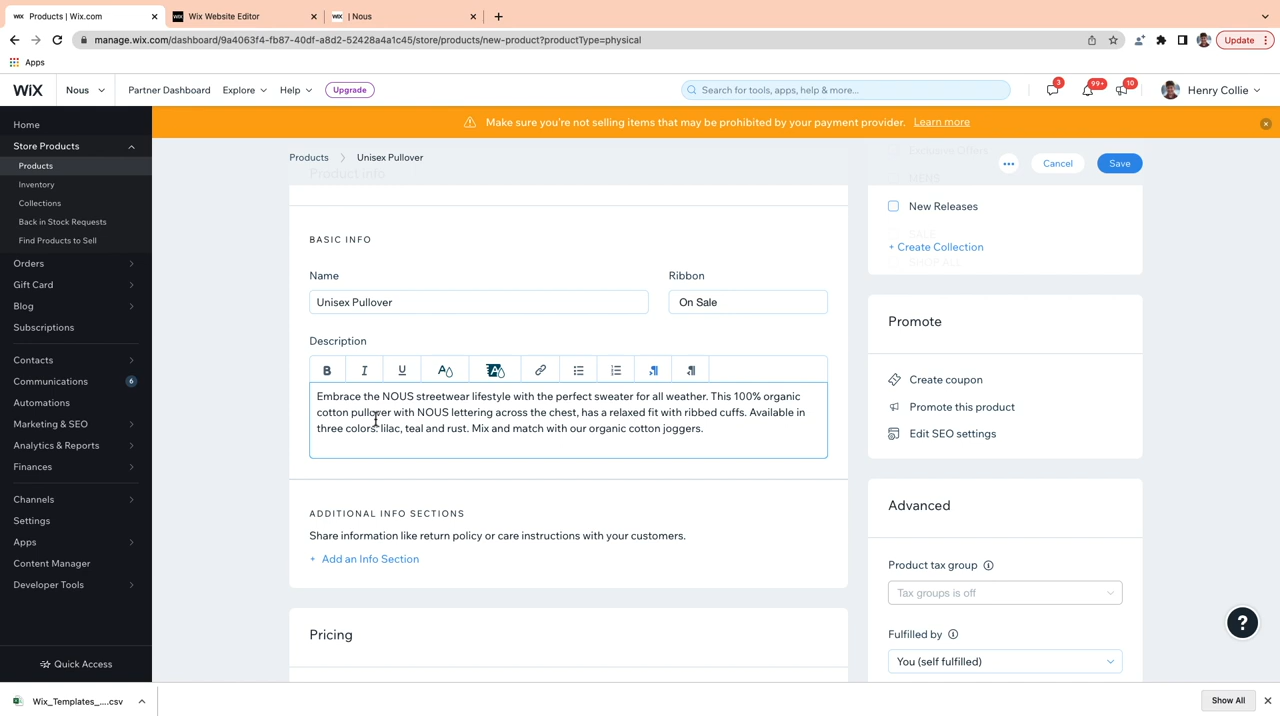 Products | Wix.com
Wix Website Editor
| Nous
manage.wix.com/dashboard/9a4063f4-fb87-40df-a8d2-52428a4a1c45/store/products/new-product?productType=physical
Update
Apps
WiX
Nous
Partner Dashboard
Explore
Help
Upgrade
Search for tools, apps, help & more...
3
99+
10
Henry Collie
Make sure you're not selling items that may be prohibited by your payment provider. Learn more
Home
Store Products
Products
Inventory
Collections
Back in Stock Requests
Find Products to Sell
Orders
Gift Card
Blog
Subscriptions
Contacts
Communications
6
Automations
Marketing & SEO
Analytics & Reports
Finances
Channels
Settings
Apps
Content Manager
Developer Tools
Quick Access
Products
Unisex Pullover
Cancel
Save
Product info
BASIC INFO
Name
Ribbon
Unisex Pullover
On Sale
Description
Embrace the NOUS streetwear lifestyle with the perfect sweater for all weather. This 100% organic
cotton pullover with NOUS lettering across the chest, has a relaxed fit with ribbed cuffs. Available in
three colors: lilac, teal and rust. Mix and match with our organic cotton joggers.
ADDITIONAL INFO SECTIONS
Share information like return policy or care instructions with your customers.
+ Add an Info Section
Pricing
Exclusive Offers
MENS
New Releases
SALE
+ Create Collection
SHOP ALL
Promote
Create coupon
Promote this product
Edit SEO settings
Advanced
Product tax group
Tax groups is off
Fulfilled by
You (self fulfilled)
?
Wix_Templates_....csv
Show All